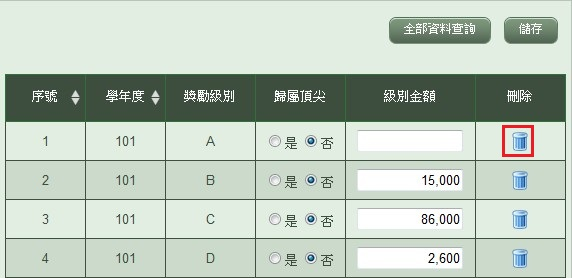 全部資料查詢 儲存
序號 學年度 獎勵級別 歸屬頂尖 級別金額 刪除
1 101 A 是 否
2 101 B 是 否 15,000
3 101 C 是 否 86,000
4 101 D 是 否 2,600